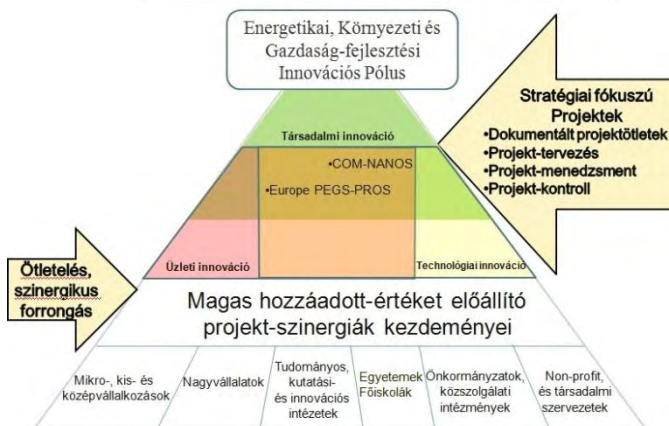 Energetikai, Környezeti és
Gazdaság-fejlesztési
Innovációs Pólus
Stratégiai fókuszú
Projektek
•Dokumentált projektötletek
•Projekt-tervezés
•Projekt-menedzsment
•Projekt-kontroll
Társadalmi innováció
•COM-NANOS
•Europe PEGS-PROS
Üzleti innováció
Technológiai innováció
Ötletelés,
szinergikus
forrongás
Magas hozzáadott-értéket előállító
projekt-szinergiák kezdeményei
Mikro-, kis- és
középvállalkozások
Nagyvállalatok
Tudományos,
kutatási-
és innovációs
intézetek
Egyetemek
Főiskolák
Önkormányzatok,
közszolgálati
intézmények
Non-profit,
és társadalmi
szervezetek